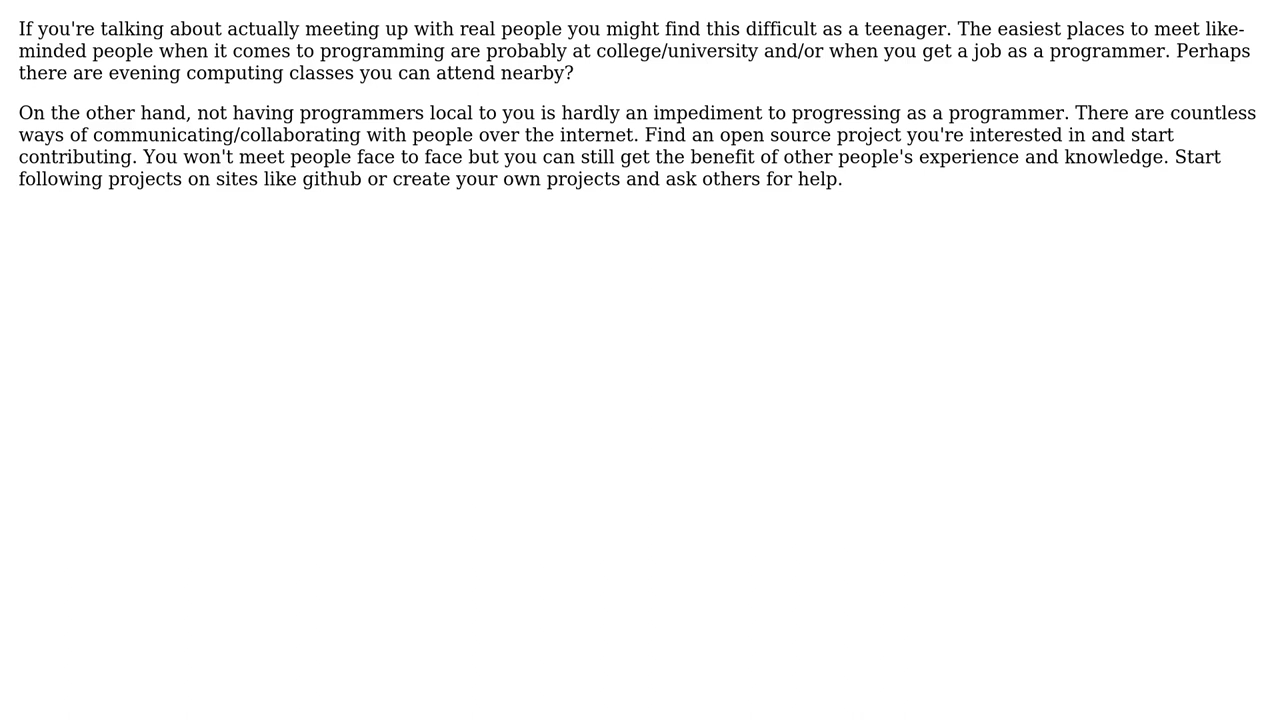 If you're talking about actually meeting up with real people you might find this difficult as a teenager. The easiest places to meet like-
minded people when it comes to programming are probably at college/university and/or when you get a job as a programmer. Perhaps
there are evening computing classes you can attend nearby?
On the other hand, not having programmers local to you is hardly an impediment to progressing as a programmer. There are countless
ways of communicating/collaborating with people over the internet. Find an open source project you're interested in and start
contributing. You won't meet people face to face but you can still get the benefit of other people's experience and knowledge. Start
following projects on sites like github or create your own projects and ask others for help.